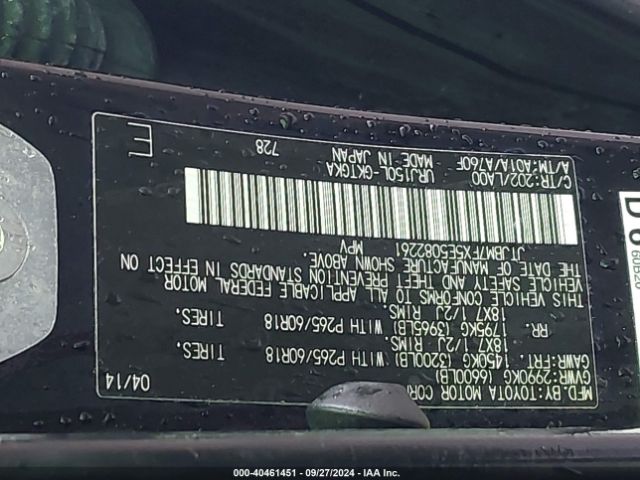 MFD. BY: TOYOTA MOTOR COR 04/14
GVWR: 2990KG (6600LB)
GAWR: FRT. 1450KG (3200LB) WITH P265/60R18 TIRES.
18X7 1/2J RIMS
RR. 1795KG (3965LB) WITH P265/60R18 TIRES.
18X7 1/2J RIMS.
THIS VEHICLE CONFORMS TO ALL APPLICABLE FEDERAL MOTOR
VEHICLE SAFETY AND THEFT PREVENTION STANDARDS IN EFFECT ON
THE DATE OF MANUFACTURE SHOWN ABOVE.
JTJBM7FX5E5082261 MPV
C/TR: 202/LA00 URJ150L-GKTGKA 728
A/TM: A01A/A760F MADE IN JAPAN
E
60120
000-40461451 - 09/27/2024 - IAA Inc.